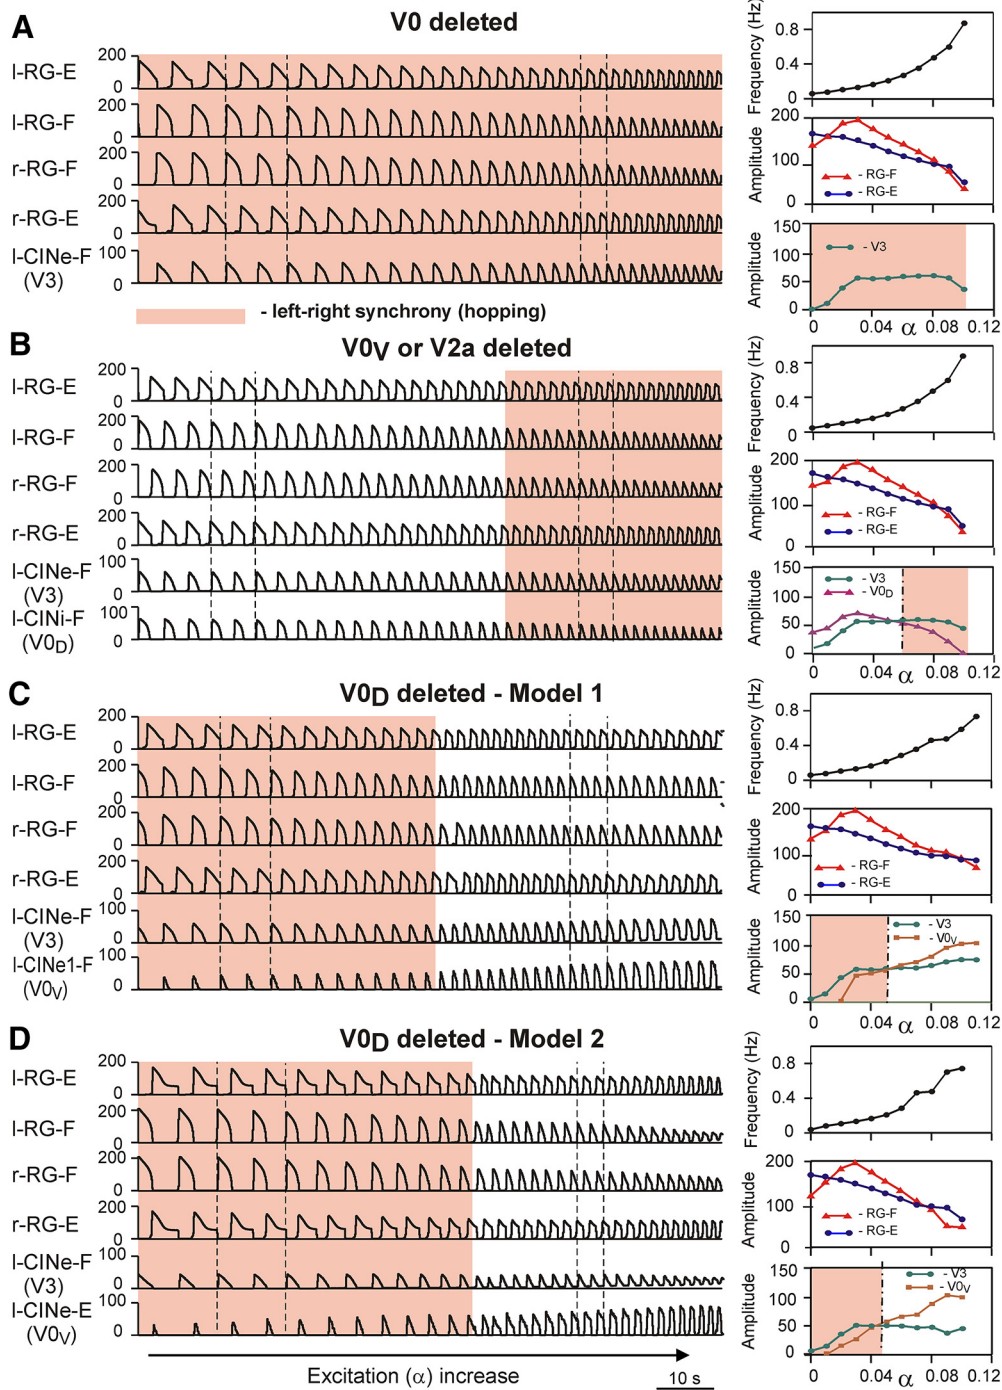 A
V0 deleted
l-RG-E
200
0
l-RG-F
200
0
r-RG-F
200
0
r-RG-E
200
0
l-CINe-F
(V3)
100
0
- left-right synchrony (hopping)
Frequency (Hz)
0.8
0.4
0
Amplitude
200
100
0
- RG-F
- RG-E
Amplitude
150
100
50
0
- V3
0 0.04 α 0.08 0.12
B
V0V or V2a deleted
l-RG-E
200
0
l-RG-F
200
0
r-RG-F
200
0
r-RG-E
200
0
l-CINe-F
(V3)
100
0
l-CINi-F
(V0D)
100
0
Frequency (Hz)
0.8
0.4
0
Amplitude
200
100
0
- RG-F
- RG-E
Amplitude
150
100
50
0
- V3
- V0D
0 0.04 α 0.08 0.12
C
V0D deleted - Model 1
l-RG-E
200
0
l-RG-F
200
0
r-RG-F
200
0
r-RG-E
200
0
l-CINe-F
(V3)
100
0
l-CINe1-F
(V0V)
100
0
Frequency (Hz)
0.8
0.4
0
Amplitude
200
100
0
- RG-F
- RG-E
Amplitude
150
100
50
0
- V3
- V0V
0 0.04 α 0.08 0.12
D
V0D deleted - Model 2
l-RG-E
200
0
l-RG-F
200
0
r-RG-F
200
0
r-RG-E
200
0
l-CINe-F
(V3)
100
0
l-CINe-E
(V0V)
100
0
Excitation (α) increase
10 s
Frequency (Hz)
0.8
0.4
0
Amplitude
200
100
0
- RG-F
- RG-E
Amplitude
150
100
50
0
- V3
- V0V
0 0.04 α 0.08 0.12